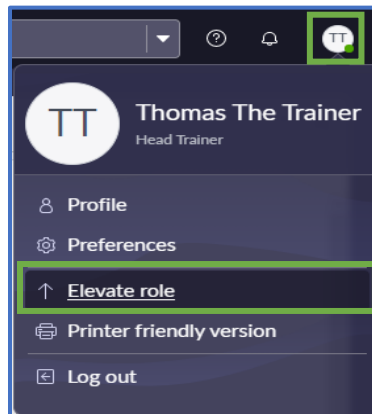 TT
TT
Thomas The Trainer
Head Trainer
Profile
Preferences
Elevate role
Printer friendly version
Log out